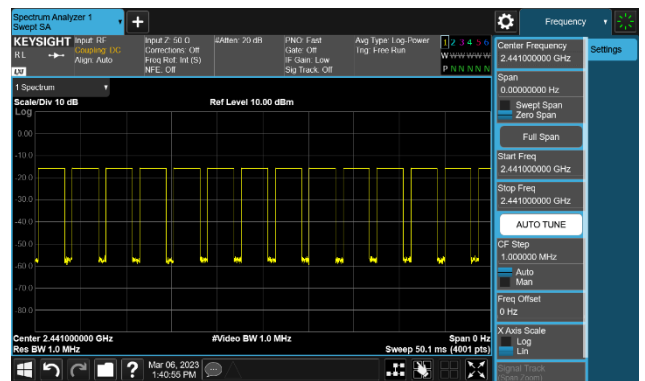 Spectrum Analyzer 1
Swept SA
Frequency
KEYSIGHT
RL
LXI
Input: RF
Coupling: DC
Align: Auto
Input Z: 50 Ω
Corrections: Off
Freq Ref: Int (S)
NFE: Off
#Atten: 20 dB
PNO: Fast
Gate: Off
IF Gain: Low
Sig Track: Off
Avg Type: Log-Power
Trig: Free Run
1 2 3 4 5 6
W W W W W W
P N N N N N
Settings
Center Frequency
2.441000000 GHz
Span
0.00000000 Hz
Swept Span
Zero Span
Full Span
Start Freq
2.441000000 GHz
Stop Freq
2.441000000 GHz
AUTO TUNE
CF Step
1.000000 MHz
Auto
Man
Freq Offset
0 Hz
X Axis Scale
Log
Lin
Signal Track
(Span Zoom)
1 Spectrum
Scale/Div 10 dB
Ref Level 10.00 dBm
Log
0.00
-10.0
-20.0
-30.0
-40.0
-50.0
-60.0
-70.0
-80.0
Center 2.441000000 GHz
#Video BW 1.0 MHz
Span 0 Hz
Res BW 1.0 MHz
Sweep 50.1 ms (4001 pts)
?
Mar 06, 2023
1:40:55 PM